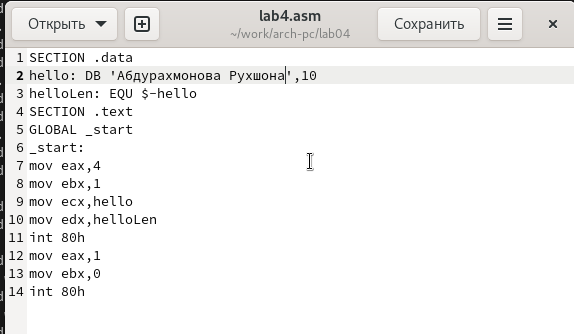 Открыть
lab4.asm
~/work/arch-pc/lab04
Сохранить
1 SECTION .data
2 hello: DB 'Абдурахмонова Рухшона',10
3 helloLen: EQU $-hello
4 SECTION .text
5 GLOBAL _start
6 _start:
7 mov eax,4
8 mov ebx,1
9 mov ecx,hello
10 mov edx,helloLen
11 int 80h
12 mov eax,1
13 mov ebx,0
14 int 80h